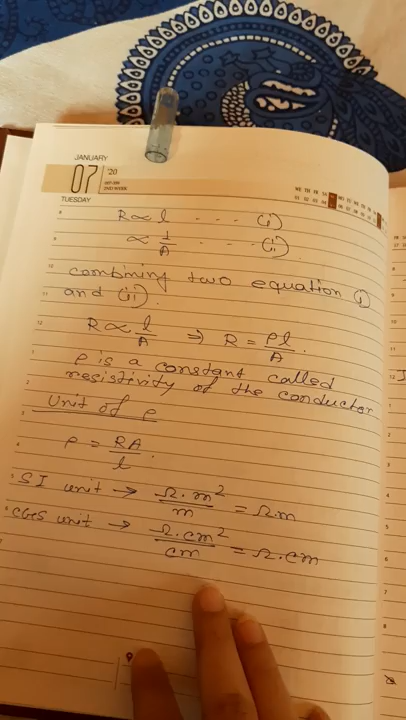 JANUARY
07
'20
TUESDAY
R ∝ l - - - (i)
∝ 1/A - - - (ii)
combining two equation (i)
and (ii).
R ∝ l/A ⇒ R = ρl/A.
ρ is a constant called
resistivity of the conductor
Unit of ρ
ρ = RA/l.
SI unit → Ω.m²/m = Ω.m
CGS unit → Ω.cm²/cm = Ω.cm